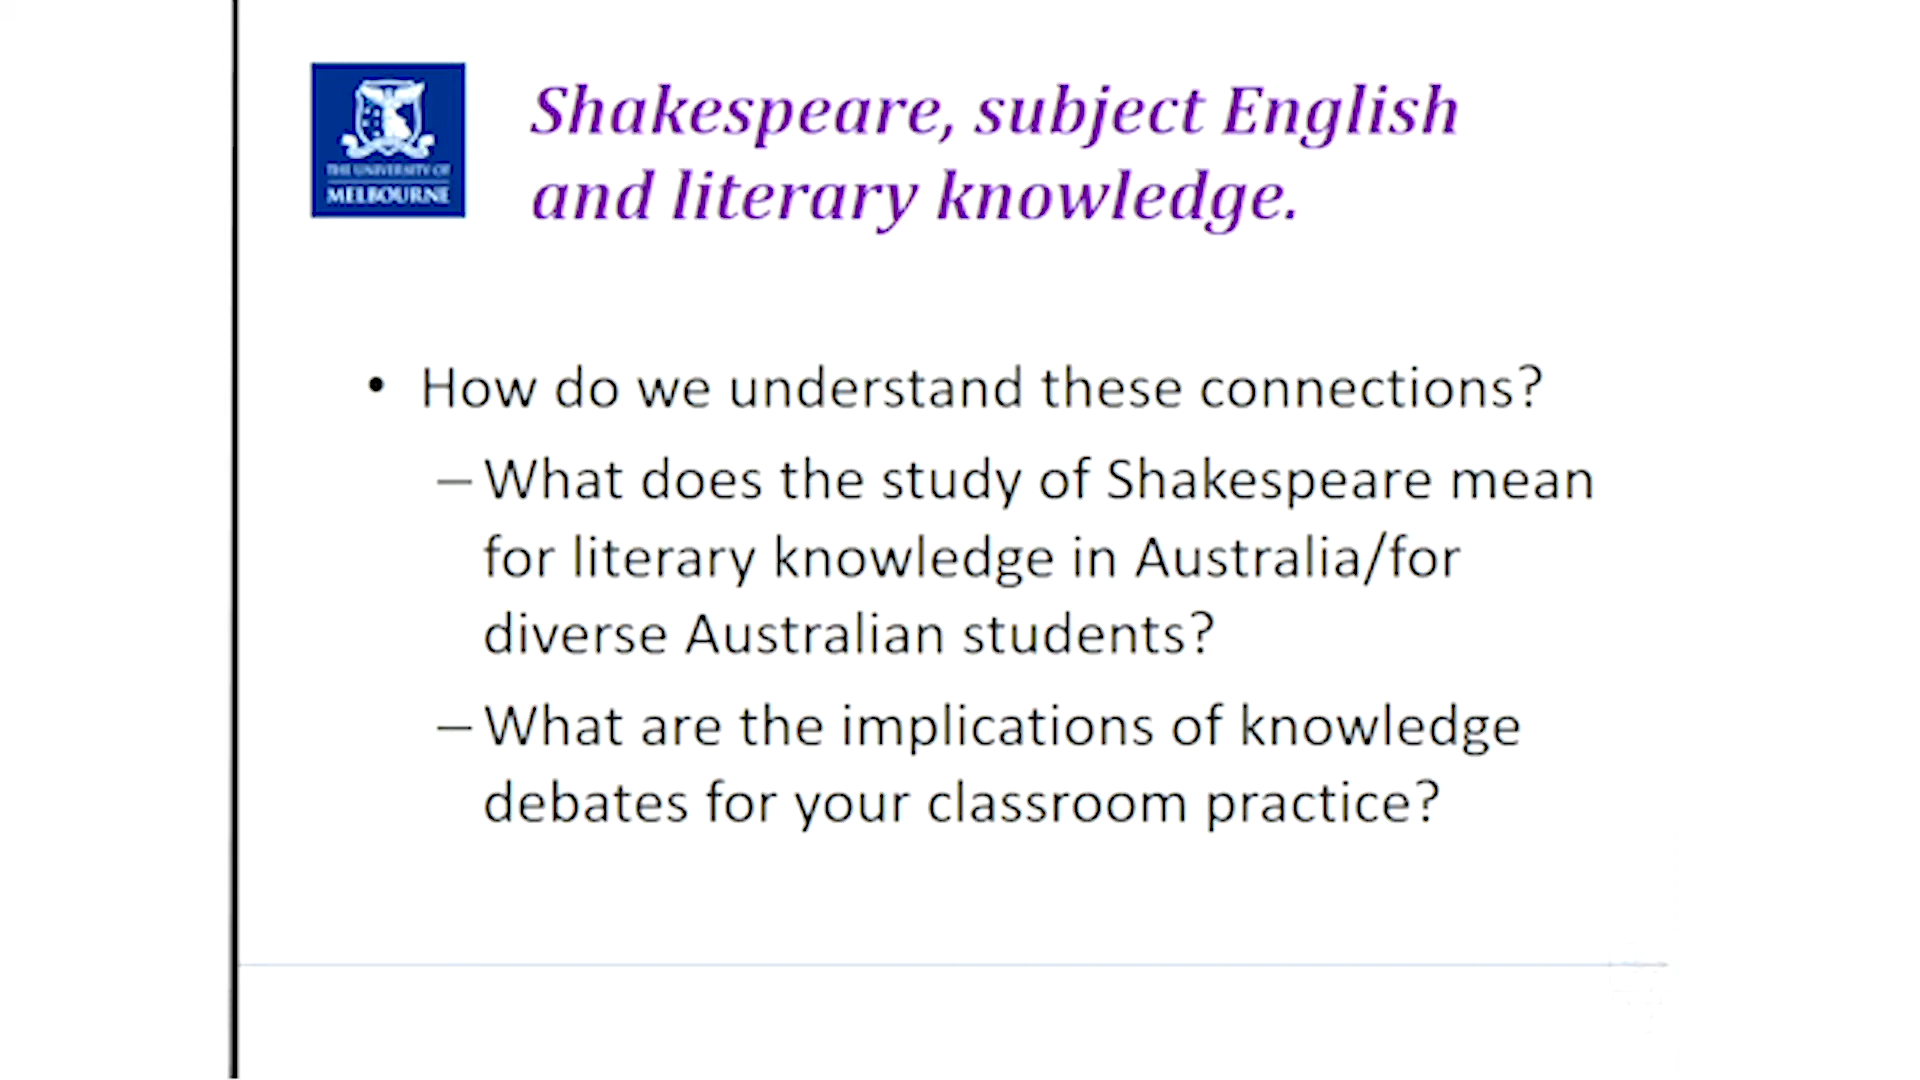 THE UNIVERSITY OF
MELBOURNE
Shakespeare, subject English
and literary knowledge.
• How do we understand these connections?
– What does the study of Shakespeare mean
for literary knowledge in Australia/for
diverse Australian students?
– What are the implications of knowledge
debates for your classroom practice?